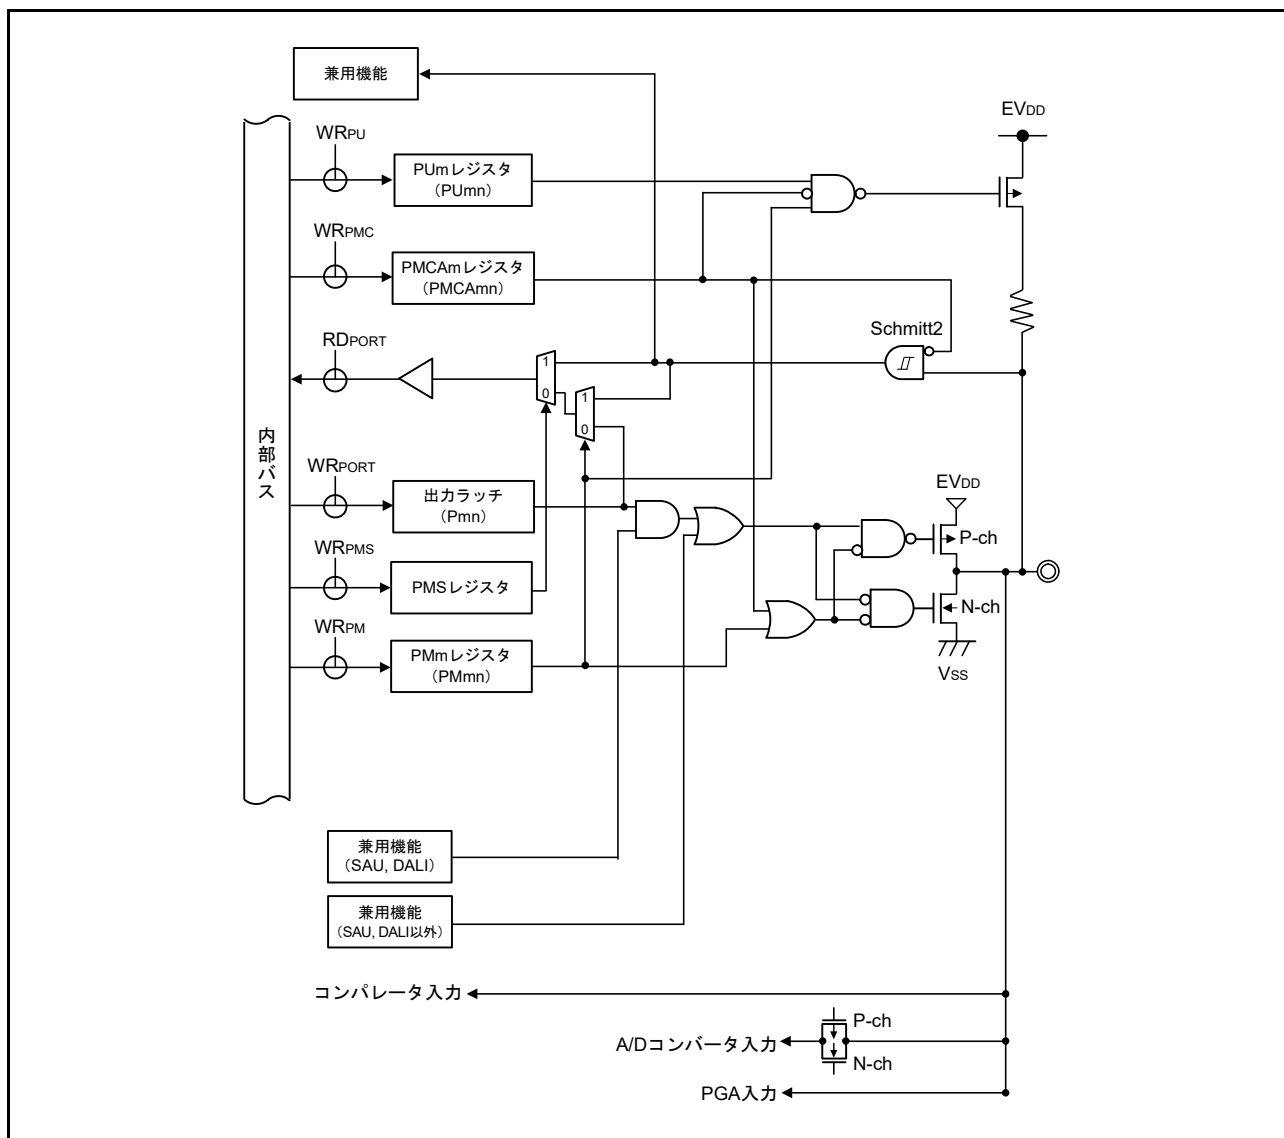 兼用機能
EVDD
WRPU
PUmレジスタ
(PUmn)
WRPMC
PMCAmレジスタ
(PMCAmn)
Schmitt2
RDPORT
1
0
1
0
内部バス
WRPORT
出力ラッチ
(Pmn)
EVDD
P-ch
WRPMS
PMSレジスタ
N-ch
WRPM
PMmレジスタ
(PMmn)
VSS
兼用機能
(SAU, DALI)
兼用機能
(SAU, DALI以外)
コンパレータ入力
P-ch
A/Dコンバータ入力
N-ch
PGA入力